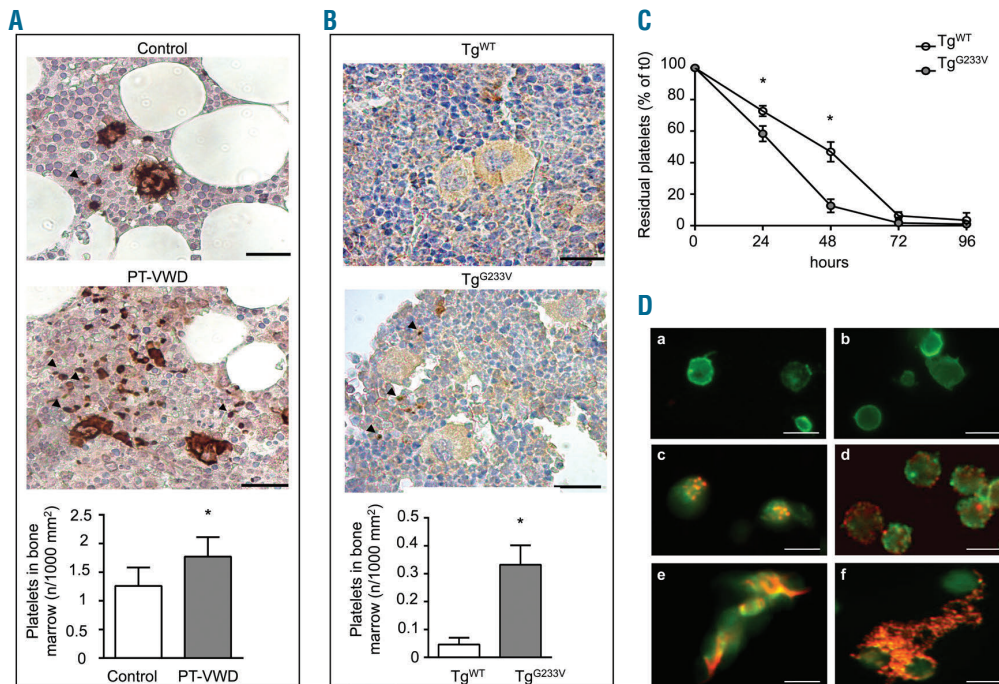 A
Control
PT-VWD
2.5
2
1.5
1
1.5
0
Platelets in bone
marrow (n/1000 mm²)
*
Control PT-VWD
B
Tg^WT
Tg^G233V
0.5
0.4
0.3
0.2
0.1
0
Platelets in bone
marrow (n/1000 mm²)
*
Tg^WT Tg^G233V
C
Tg^WT
Tg^G233V
100
80
60
40
20
0
Residual platelets (% of t0)
* *
0 24 48 72 96
hours
D
a b
c d
e f